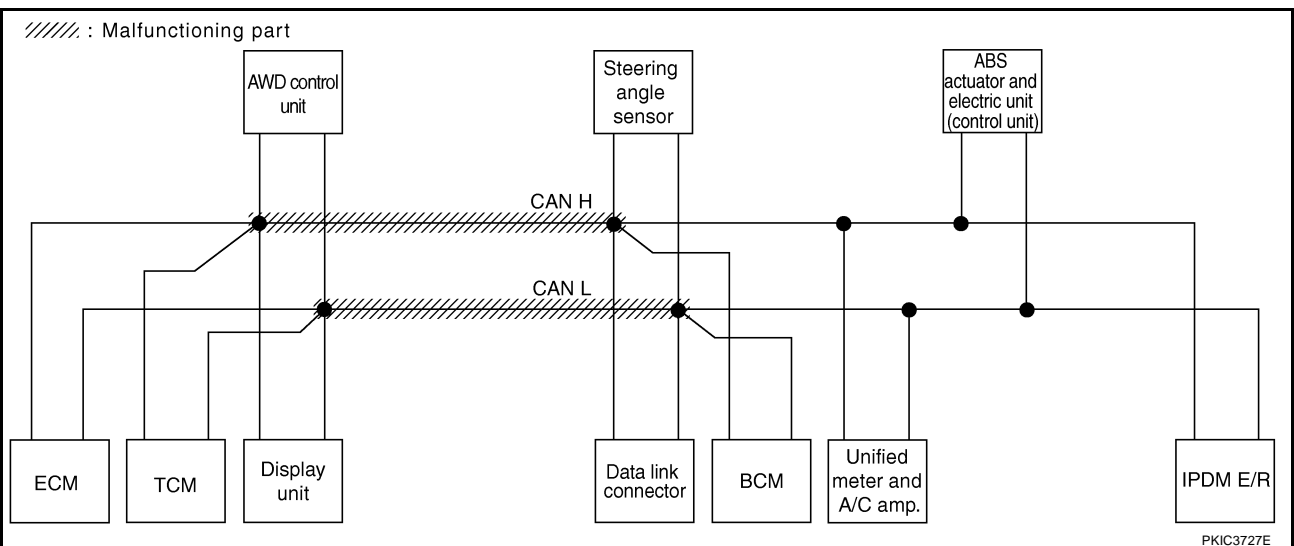 : Malfunctioning part
AWD control
unit
Steering
angle
sensor
ABS
actuator and
electric unit
(control unit)
CAN H
CAN L
ECM
TCM
Display
unit
Data link
connector
BCM
Unified
meter and
A/C amp.
IPDM E/R
PKIC3727E